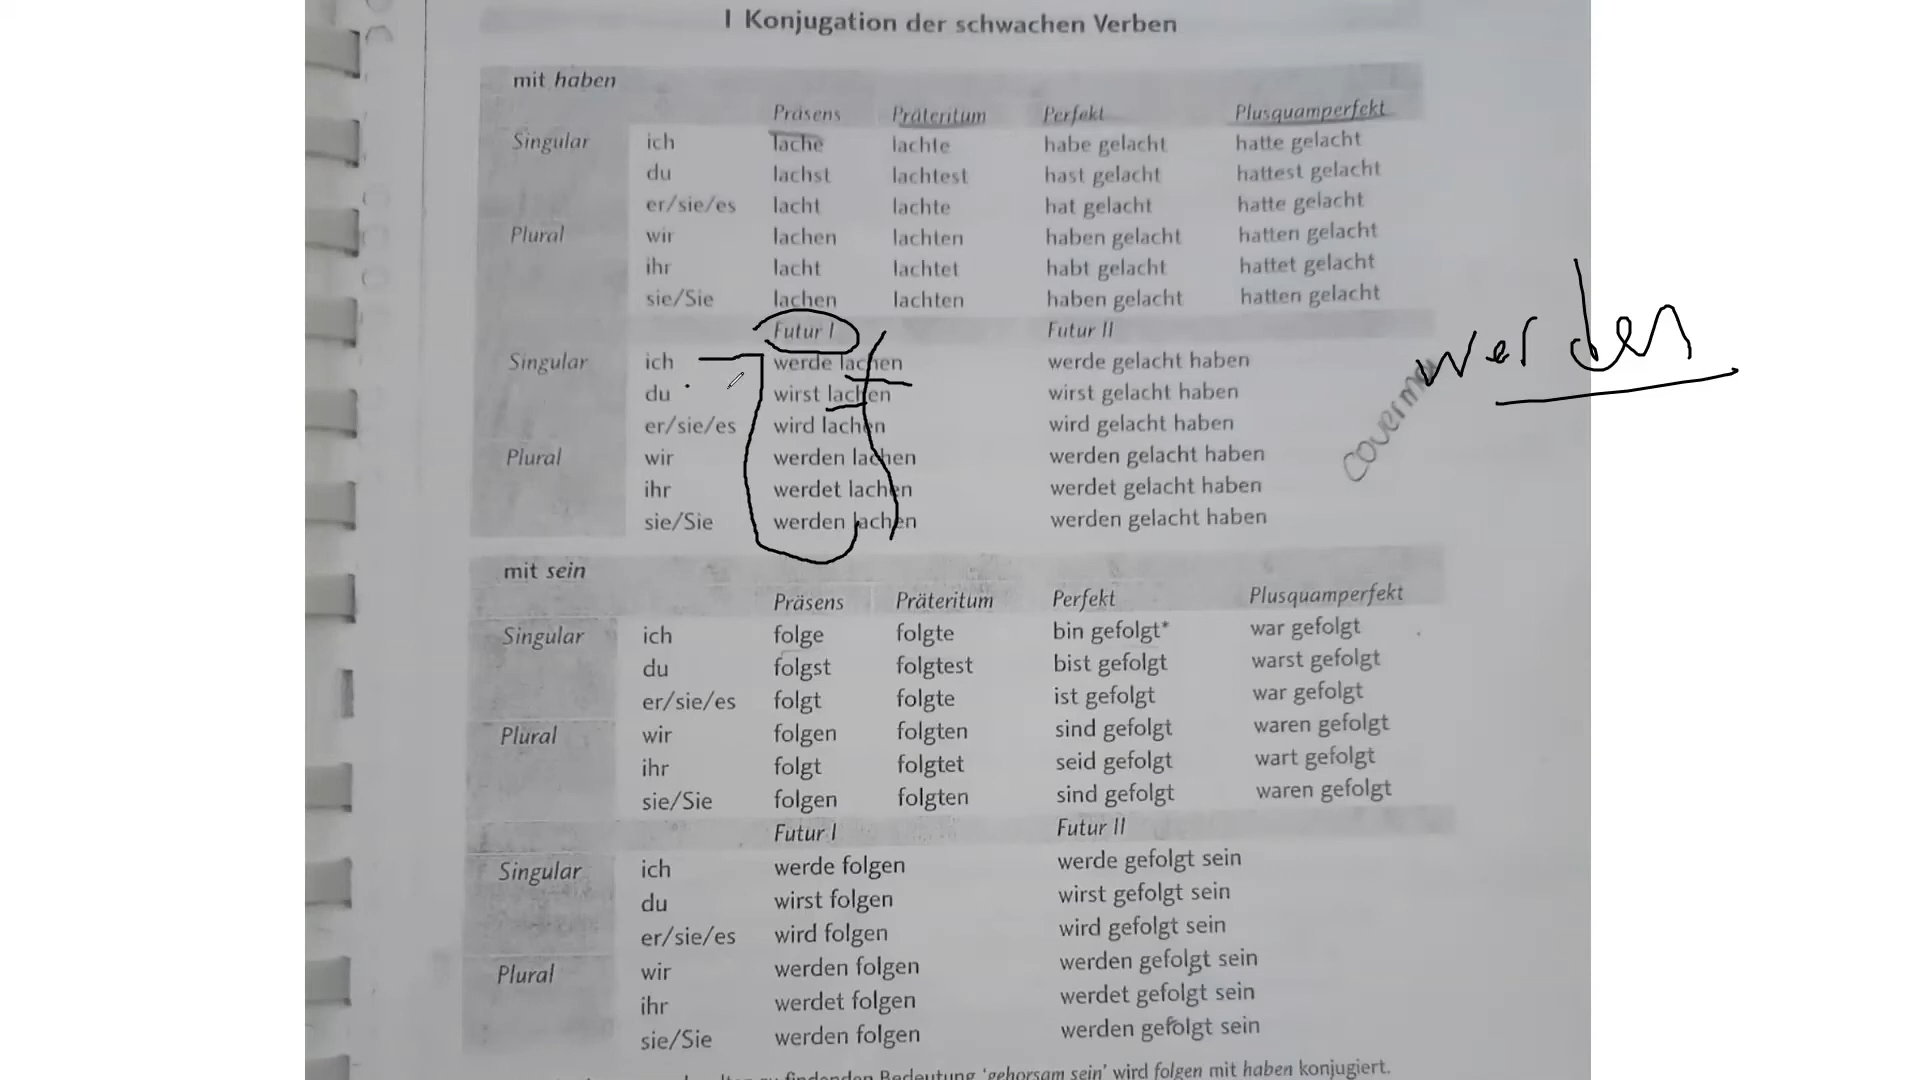 I Konjugation der schwachen Verben
mit haben
Präsens Präteritum Perfekt Plusquamperfekt
Singular ich lache lachte habe gelacht hatte gelacht
du lachst lachtest hast gelacht hattest gelacht
er/sie/es lacht lachte hat gelacht hatte gelacht
Plural wir lachen lachten haben gelacht hatten gelacht
ihr lacht lachtet habt gelacht hattet gelacht
sie/Sie lachen lachten haben gelacht hatten gelacht
Futur I Futur II
Singular ich werde lachen werde gelacht haben werden
du wirst lachen wirst gelacht haben
er/sie/es wird lachen wird gelacht haben
Plural wir werden lachen werden gelacht haben
ihr werdet lachen werdet gelacht haben
sie/Sie werden lachen werden gelacht haben
mit sein
Präsens Präteritum Perfekt Plusquamperfekt
Singular ich folge folgte bin gefolgt* war gefolgt
du folgst folgtest bist gefolgt warst gefolgt
er/sie/es folgt folgte ist gefolgt war gefolgt
Plural wir folgen folgten sind gefolgt waren gefolgt
ihr folgt folgtet seid gefolgt wart gefolgt
sie/Sie folgen folgten sind gefolgt waren gefolgt
Futur I Futur II
Singular ich werde folgen werde gefolgt sein
du wirst folgen wirst gefolgt sein
er/sie/es wird folgen wird gefolgt sein
Plural wir werden folgen werden gefolgt sein
ihr werdet folgen werdet gefolgt sein
sie/Sie werden folgen werden gefolgt sein
Bedeutung 'gehorsam sein' wird folgen mit haben konjugiert.